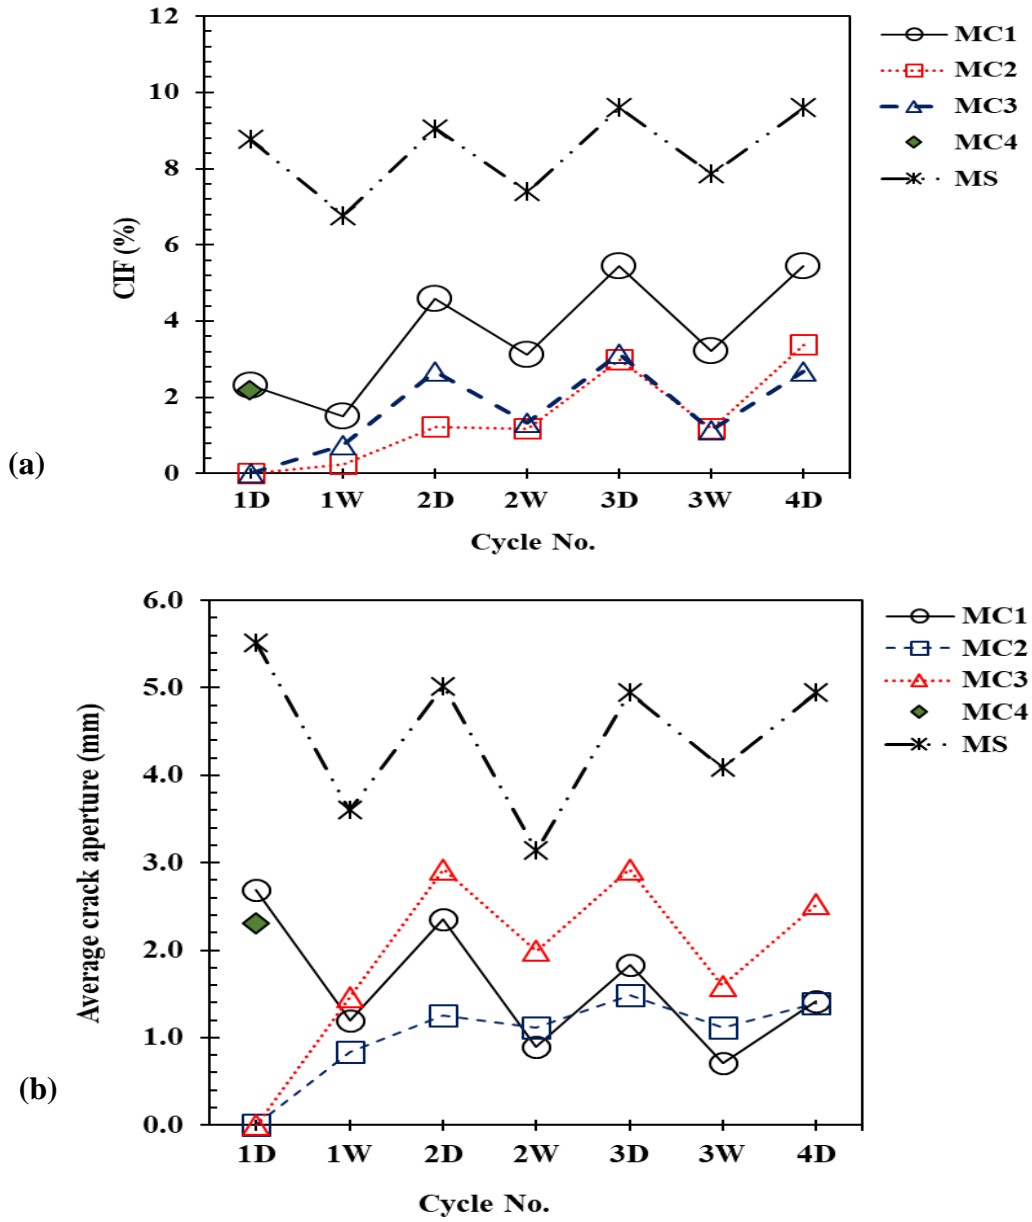 12
10
8
6
4
2
0
CIF (%)
1D 1W 2D 2W 3D 3W 4D
Cycle No.
MC1
MC2
MC3
MC4
MS
(a)
6.0
5.0
4.0
3.0
2.0
1.0
0.0
Average crack aperture (mm)
1D 1W 2D 2W 3D 3W 4D
Cycle No.
MC1
MC2
MC3
MC4
MS
(b)